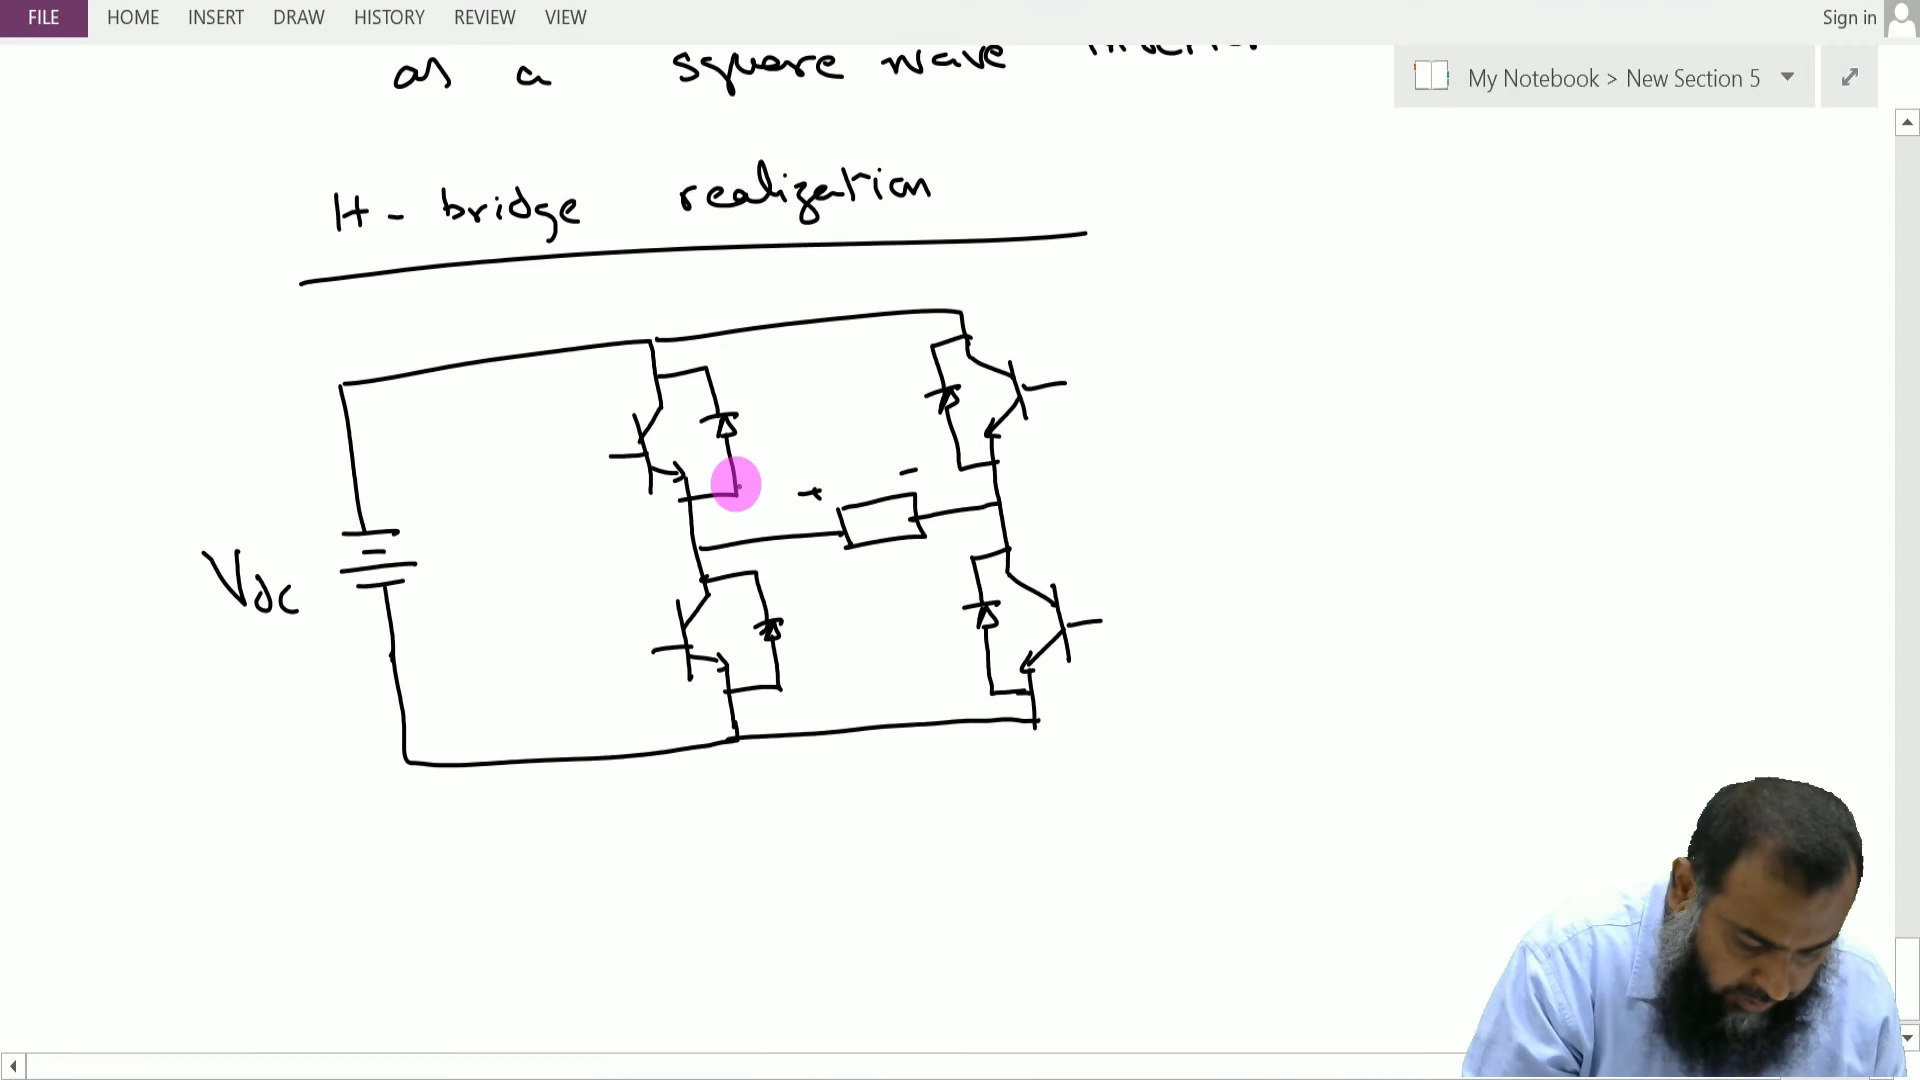 FILE HOME INSERT DRAW HISTORY REVIEW VIEW Sign in
as a square wave
My Notebook > New Section 5
H - bridge realization
+ -
Vdc